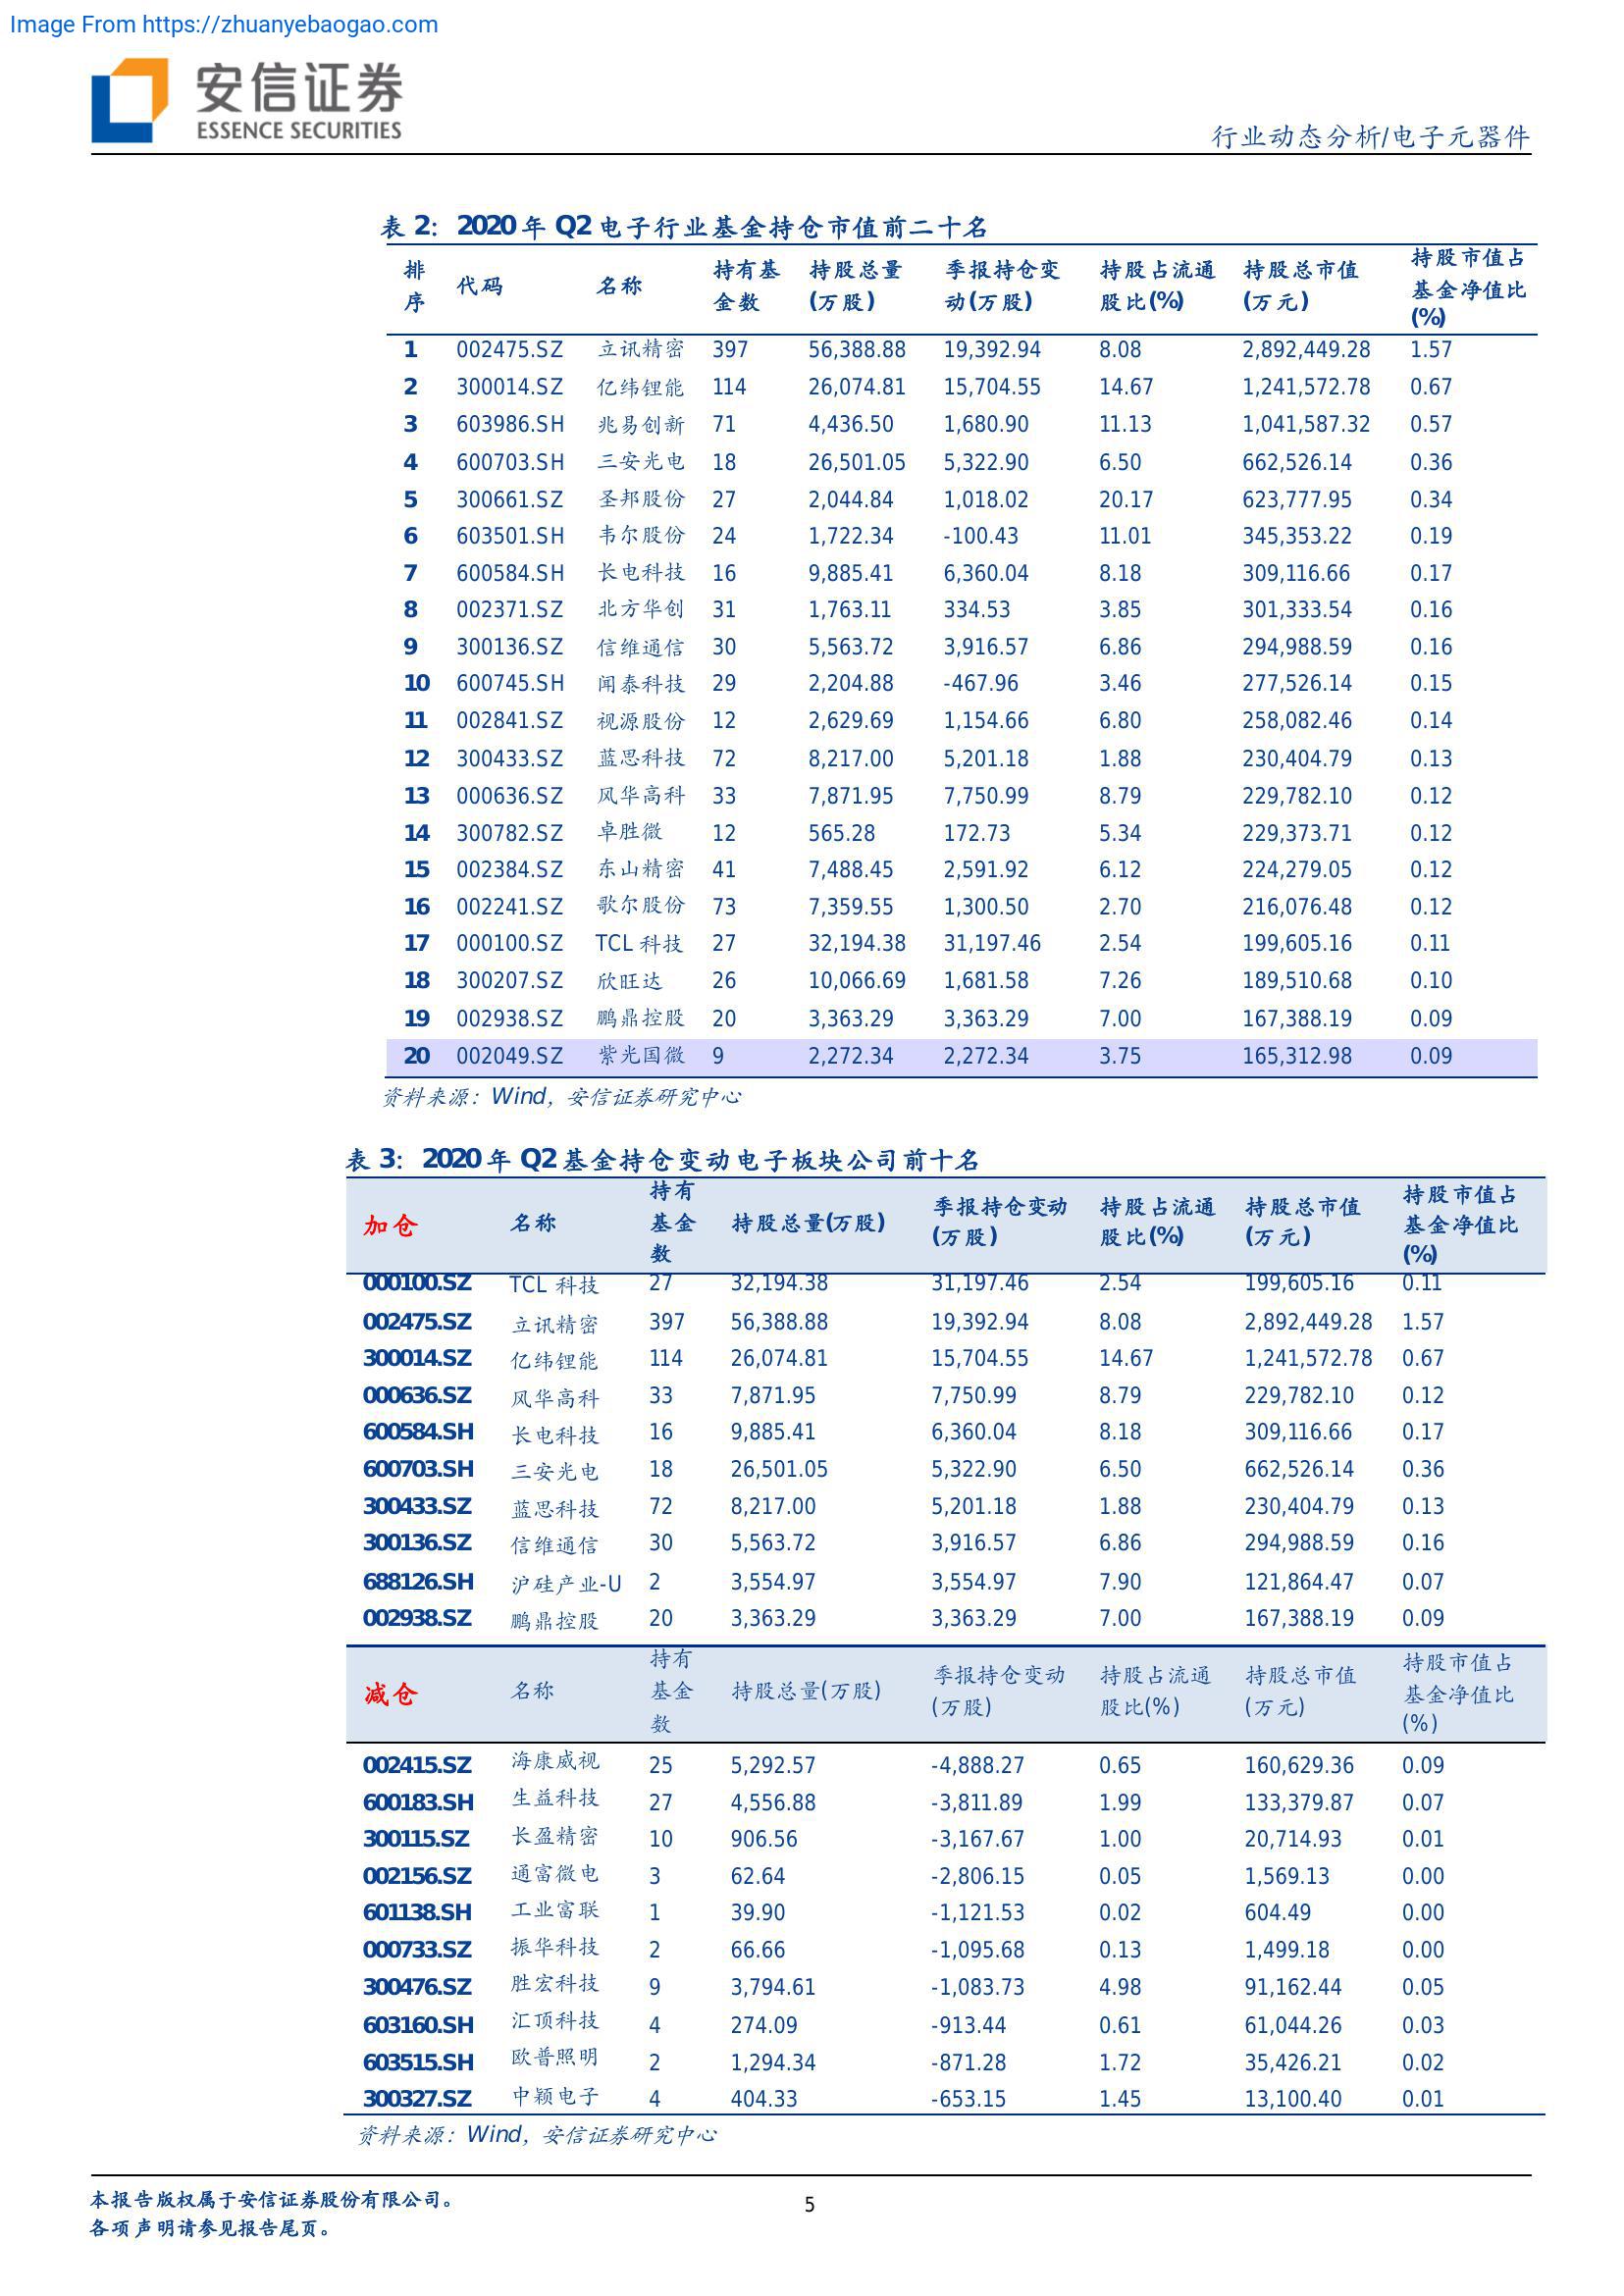 Image From https://zhuanyebaogao.com
安信证券
ESSENCE SECURITIES
行业动态分析/电子元器件
表 2： 2020 年 Q2 电子行业基金持仓市值前二十名
排序 代码 名称 持有基金数 持股总量(万股) 季报持仓变动(万股) 持股占流通股比(%) 持股总市值(万元) 持股市值占基金净值比(%)
1 002475.SZ 立讯精密 397 56,388.88 19,392.94 8.08 2,892,449.28 1.57
2 300014.SZ 亿纬锂能 114 26,074.81 15,704.55 14.67 1,241,572.78 0.67
3 603986.SH 兆易创新 71 4,436.50 1,680.90 11.13 1,041,587.32 0.57
4 600703.SH 三安光电 18 26,501.05 5,322.90 6.50 662,526.14 0.36
5 300661.SZ 圣邦股份 27 2,044.84 1,018.02 20.17 623,777.95 0.34
6 603501.SH 韦尔股份 24 1,722.34 -100.43 11.01 345,353.22 0.19
7 600584.SH 长电科技 16 9,885.41 6,360.04 8.18 309,116.66 0.17
8 002371.SZ 北方华创 31 1,763.11 334.53 3.85 301,333.54 0.16
9 300136.SZ 信维通信 30 5,563.72 3,916.57 6.86 294,988.59 0.16
10 600745.SH 闻泰科技 29 2,204.88 -467.96 3.46 277,526.14 0.15
11 002841.SZ 视源股份 12 2,629.69 1,154.66 6.80 258,082.46 0.14
12 300433.SZ 蓝思科技 72 8,217.00 5,201.18 1.88 230,404.79 0.13
13 000636.SZ 风华高科 33 7,871.95 7,750.99 8.79 229,782.10 0.12
14 300782.SZ 卓胜微 12 565.28 172.73 5.34 229,373.71 0.12
15 002384.SZ 东山精密 41 7,488.45 2,591.92 6.12 224,279.05 0.12
16 002241.SZ 歌尔股份 73 7,359.55 1,300.50 2.70 216,076.48 0.12
17 000100.SZ TCL 科技 27 32,194.38 31,197.46 2.54 199,605.16 0.11
18 300207.SZ 欣旺达 26 10,066.69 1,681.58 7.26 189,510.68 0.10
19 002938.SZ 鹏鼎控股 20 3,363.29 3,363.29 7.00 167,388.19 0.09
20 002049.SZ 紫光国微 9 2,272.34 2,272.34 3.75 165,312.98 0.09
资料来源：Wind，安信证券研究中心
表 3： 2020 年 Q2 基金持仓变动电子板块公司前十名
加仓 名称 持有基金数 持股总量(万股) 季报持仓变动(万股) 持股占流通股比(%) 持股总市值(万元) 持股市值占基金净值比(%)
000100.SZ TCL 科技 27 32,194.38 31,197.46 2.54 199,605.16 0.11
002475.SZ 立讯精密 397 56,388.88 19,392.94 8.08 2,892,449.28 1.57
300014.SZ 亿纬锂能 114 26,074.81 15,704.55 14.67 1,241,572.78 0.67
000636.SZ 风华高科 33 7,871.95 7,750.99 8.79 229,782.10 0.12
600584.SH 长电科技 16 9,885.41 6,360.04 8.18 309,116.66 0.17
600703.SH 三安光电 18 26,501.05 5,322.90 6.50 662,526.14 0.36
300433.SZ 蓝思科技 72 8,217.00 5,201.18 1.88 230,404.79 0.13
300136.SZ 信维通信 30 5,563.72 3,916.57 6.86 294,988.59 0.16
688126.SH 沪硅产业-U 2 3,554.97 3,554.97 7.90 121,864.47 0.07
002938.SZ 鹏鼎控股 20 3,363.29 3,363.29 7.00 167,388.19 0.09
减仓 名称 持有基金数 持股总量(万股) 季报持仓变动(万股) 持股占流通股比(%) 持股总市值(万元) 持股市值占基金净值比(%)
002415.SZ 海康威视 25 5,292.57 -4,888.27 0.65 160,629.36 0.09
600183.SH 生益科技 27 4,556.88 -3,811.89 1.99 133,379.87 0.07
300115.SZ 长盈精密 10 906.56 -3,167.67 1.00 20,714.93 0.01
002156.SZ 通富微电 3 62.64 -2,806.15 0.05 1,569.13 0.00
601138.SH 工业富联 1 39.90 -1,121.53 0.02 604.49 0.00
000733.SZ 振华科技 2 66.66 -1,095.68 0.13 1,499.18 0.00
300476.SZ 胜宏科技 9 3,794.61 -1,083.73 4.98 91,162.44 0.05
603160.SH 汇顶科技 4 274.09 -913.44 0.61 61,044.26 0.03
603515.SH 欧普照明 2 1,294.34 -871.28 1.72 35,426.21 0.02
300327.SZ 中颖电子 4 404.33 -653.15 1.45 13,100.40 0.01
资料来源：Wind，安信证券研究中心
本报告版权属于安信证券股份有限公司。
各项声明请参见报告尾页。
5